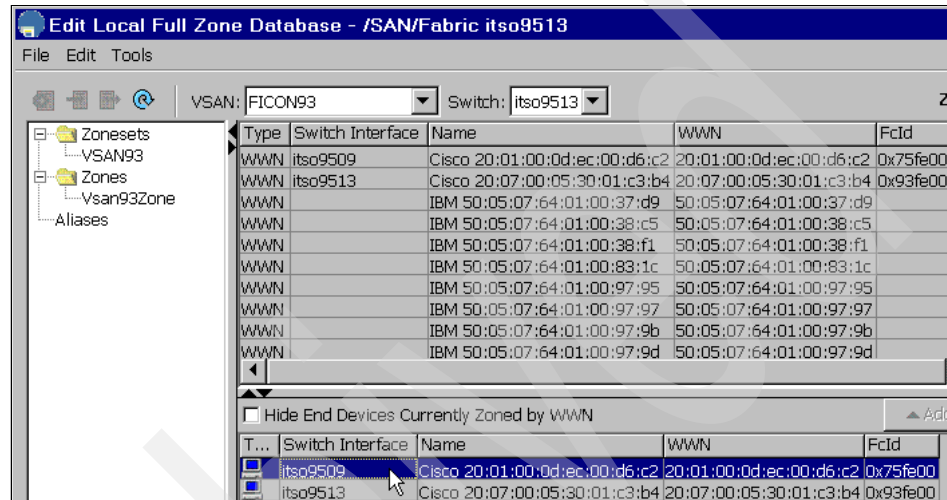 Edit Local Full Zone Database - /SAN/Fabric itso9513
File Edit Tools
VSAN: FICON93 Switch: itso9513 Z
Zonesets
VSAN93
Zones
Vsan93Zone
Aliases
Type Switch Interface Name WWN FcId
WWN itso9509 Cisco 20:01:00:0d:ec:00:d6:c2 20:01:00:0d:ec:00:d6:c2 0x75fe00
WWN itso9513 Cisco 20:07:00:05:30:01:c3:b4 20:07:00:05:30:01:c3:b4 0x93fe00
WWN IBM 50:05:07:64:01:00:37:d9 50:05:07:64:01:00:37:d9
WWN IBM 50:05:07:64:01:00:38:c5 50:05:07:64:01:00:38:c5
WWN IBM 50:05:07:64:01:00:38:f1 50:05:07:64:01:00:38:f1
WWN IBM 50:05:07:64:01:00:83:1c 50:05:07:64:01:00:83:1c
WWN IBM 50:05:07:64:01:00:97:95 50:05:07:64:01:00:97:95
WWN IBM 50:05:07:64:01:00:97:97 50:05:07:64:01:00:97:97
WWN IBM 50:05:07:64:01:00:97:9b 50:05:07:64:01:00:97:9b
WWN IBM 50:05:07:64:01:00:97:9d 50:05:07:64:01:00:97:9d
Hide End Devices Currently Zoned by WWN Add
T... Switch Interface Name WWN FcId
itso9509 Cisco 20:01:00:0d:ec:00:d6:c2 20:01:00:0d:ec:00:d6:c2 0x75fe00
itso9513 Cisco 20:07:00:05:30:01:c3:b4 20:07:00:05:30:01:c3:b4 0x93fe00